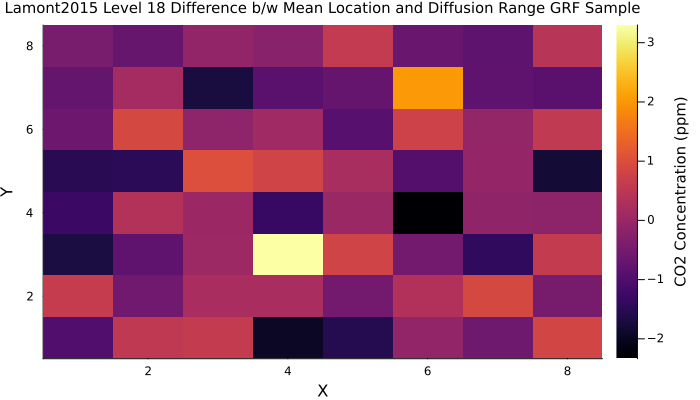 Lamont2015 Level 18 Difference b/w Mean Location and Diffusion Range GRF Sample
8
6
4
2
Y
2 4 6 8
X
3
2
1
0
−1
−2
CO2 Concentration (ppm)